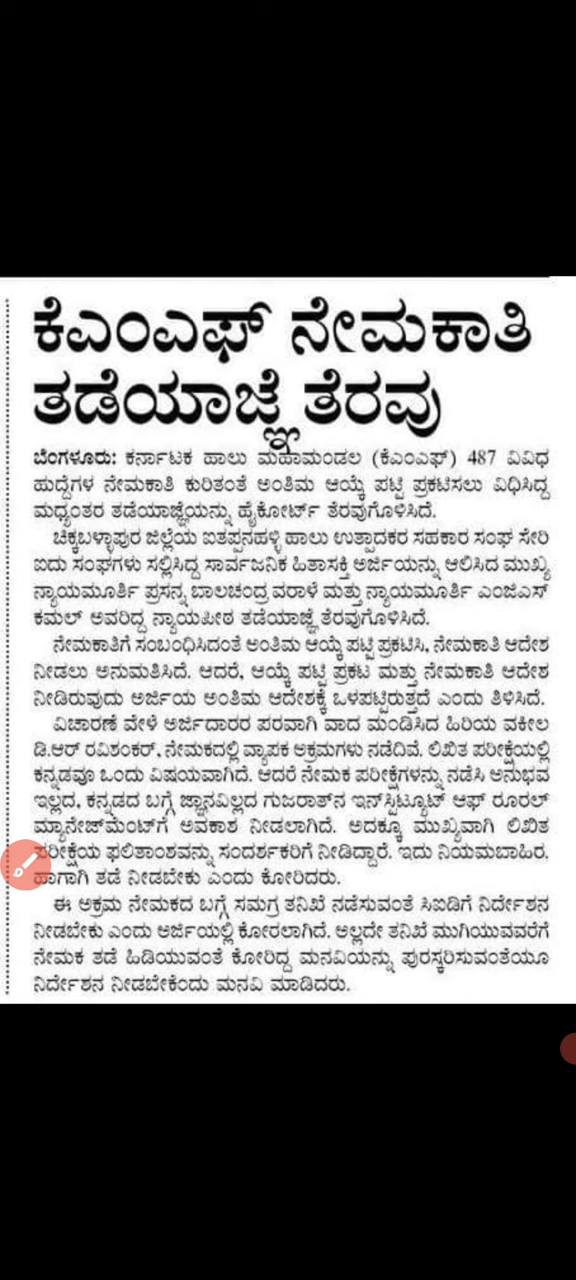 ಕೆಎಂಎಫ್ ನೇಮಕಾತಿ
ತಡೆಯಾಜ್ಞೆ ತೆರವು
ಬೆಂಗಳೂರು: ಕರ್ನಾಟಕ ಹಾಲು ಮಹಾಮಂಡಲ (ಕೆಎಂಎಫ್) 487 ವಿವಿಧ
ಹುದ್ದೆಗಳ ನೇಮಕಾತಿ ಕುರಿತಂತೆ ಅಂತಿಮ ಆಯ್ಕೆ ಪಟ್ಟಿ ಪ್ರಕಟಿಸಲು ವಿಧಿಸಿದ್ದ
ಮಧ್ಯಂತರ ತಡೆಯಾಜ್ಞೆಯನ್ನು ಹೈಕೋರ್ಟ್ ತೆರವುಗೊಳಿಸಿದೆ.
ಚಿಕ್ಕಬಳ್ಳಾಪುರ ಜಿಲ್ಲೆಯ ಐತಪ್ಪನಹಳ್ಳಿ ಹಾಲು ಉತ್ಪಾದಕರ ಸಹಕಾರ ಸಂಘ ಸೇರಿ
ಐದು ಸಂಘಗಳು ಸಲ್ಲಿಸಿದ್ದ ಸಾರ್ವಜನಿಕ ಹಿತಾಸಕ್ತಿ ಅರ್ಜಿಯನ್ನು ಆಲಿಸಿದ ಮುಖ್ಯ
ನ್ಯಾಯಮೂರ್ತಿ ಪ್ರಸನ್ನ ಬಾಲಚಂದ್ರ ವರಾಳೆ ಮತ್ತು ನ್ಯಾಯಮೂರ್ತಿ ಎಂಜಿಎಸ್
ಕಮಲ್ ಅವರಿದ್ದ ನ್ಯಾಯಪೀಠ ತಡೆಯಾಜ್ಞೆ ತೆರವುಗೊಳಿಸಿದೆ.
ನೇಮಕಾತಿಗೆ ಸಂಬಂಧಿಸಿದಂತೆ ಅಂತಿಮ ಆಯ್ಕೆ ಪಟ್ಟಿ ಪ್ರಕಟಿಸಿ, ನೇಮಕಾತಿ ಆದೇಶ
ನೀಡಲು ಅನುಮತಿಸಿದೆ. ಆದರೆ, ಆಯ್ಕೆ ಪಟ್ಟಿ ಪ್ರಕಟ ಮತ್ತು ನೇಮಕಾತಿ ಆದೇಶ
ನೀಡಿರುವುದು ಅರ್ಜಿಯ ಅಂತಿಮ ಆದೇಶಕ್ಕೆ ಒಳಪಟ್ಟಿರುತ್ತದೆ ಎಂದು ತಿಳಿಸಿದೆ.
ವಿಚಾರಣೆ ವೇಳೆ ಅರ್ಜಿದಾರರ ಪರವಾಗಿ ವಾದ ಮಂಡಿಸಿದ ಹಿರಿಯ ವಕೀಲ
ಡಿ.ಆರ್ ರವಿಶಂಕರ್, ನೇಮಕದಲ್ಲಿ ವ್ಯಾಪಕ ಅಕ್ರಮಗಳು ನಡೆದಿವೆ. ಲಿಖಿತ ಪರೀಕ್ಷೆಯಲ್ಲಿ
ಕನ್ನಡವೂ ಒಂದು ವಿಷಯವಾಗಿದೆ. ಆದರೆ ನೇಮಕ ಪರೀಕ್ಷೆಗಳನ್ನು ನಡೆಸಿ ಅನುಭವ
ಇಲ್ಲದ, ಕನ್ನಡದ ಬಗ್ಗೆ ಜ್ಞಾನವಿಲ್ಲದ ಗುಜರಾತ್‌ನ ಇನ್‌ಸ್ಟಿಟ್ಯೂಟ್ ಆಫ್ ರೂರಲ್
ಮ್ಯಾನೇಜ್‌ಮೆಂಟ್‌ಗೆ ಅವಕಾಶ ನೀಡಲಾಗಿದೆ. ಅದಕ್ಕೂ ಮುಖ್ಯವಾಗಿ ಲಿಖಿತ
ಪರೀಕ್ಷೆಯ ಫಲಿತಾಂಶವನ್ನು ಸಂದರ್ಶಕರಿಗೆ ನೀಡಿದ್ದಾರೆ. ಇದು ನಿಯಮಬಾಹಿರ.
ಹಾಗಾಗಿ ತಡೆ ನೀಡಬೇಕು ಎಂದು ಕೋರಿದರು.
ಈ ಅಕ್ರಮ ನೇಮಕದ ಬಗ್ಗೆ ಸಮಗ್ರ ತನಿಖೆ ನಡೆಸುವಂತೆ ಸಿಐಡಿಗೆ ನಿರ್ದೇಶನ
ನೀಡಬೇಕು ಎಂದು ಅರ್ಜಿಯಲ್ಲಿ ಕೋರಲಾಗಿದೆ. ಅಲ್ಲದೇ ತನಿಖೆ ಮುಗಿಯುವವರೆಗೆ
ನೇಮಕ ತಡೆ ಹಿಡಿಯುವಂತೆ ಕೋರಿದ್ದ ಮನವಿಯನ್ನು ಪುರಸ್ಕರಿಸುವಂತೆಯೂ
ನಿರ್ದೇಶನ ನೀಡಬೇಕೆಂದು ಮನವಿ ಮಾಡಿದರು.